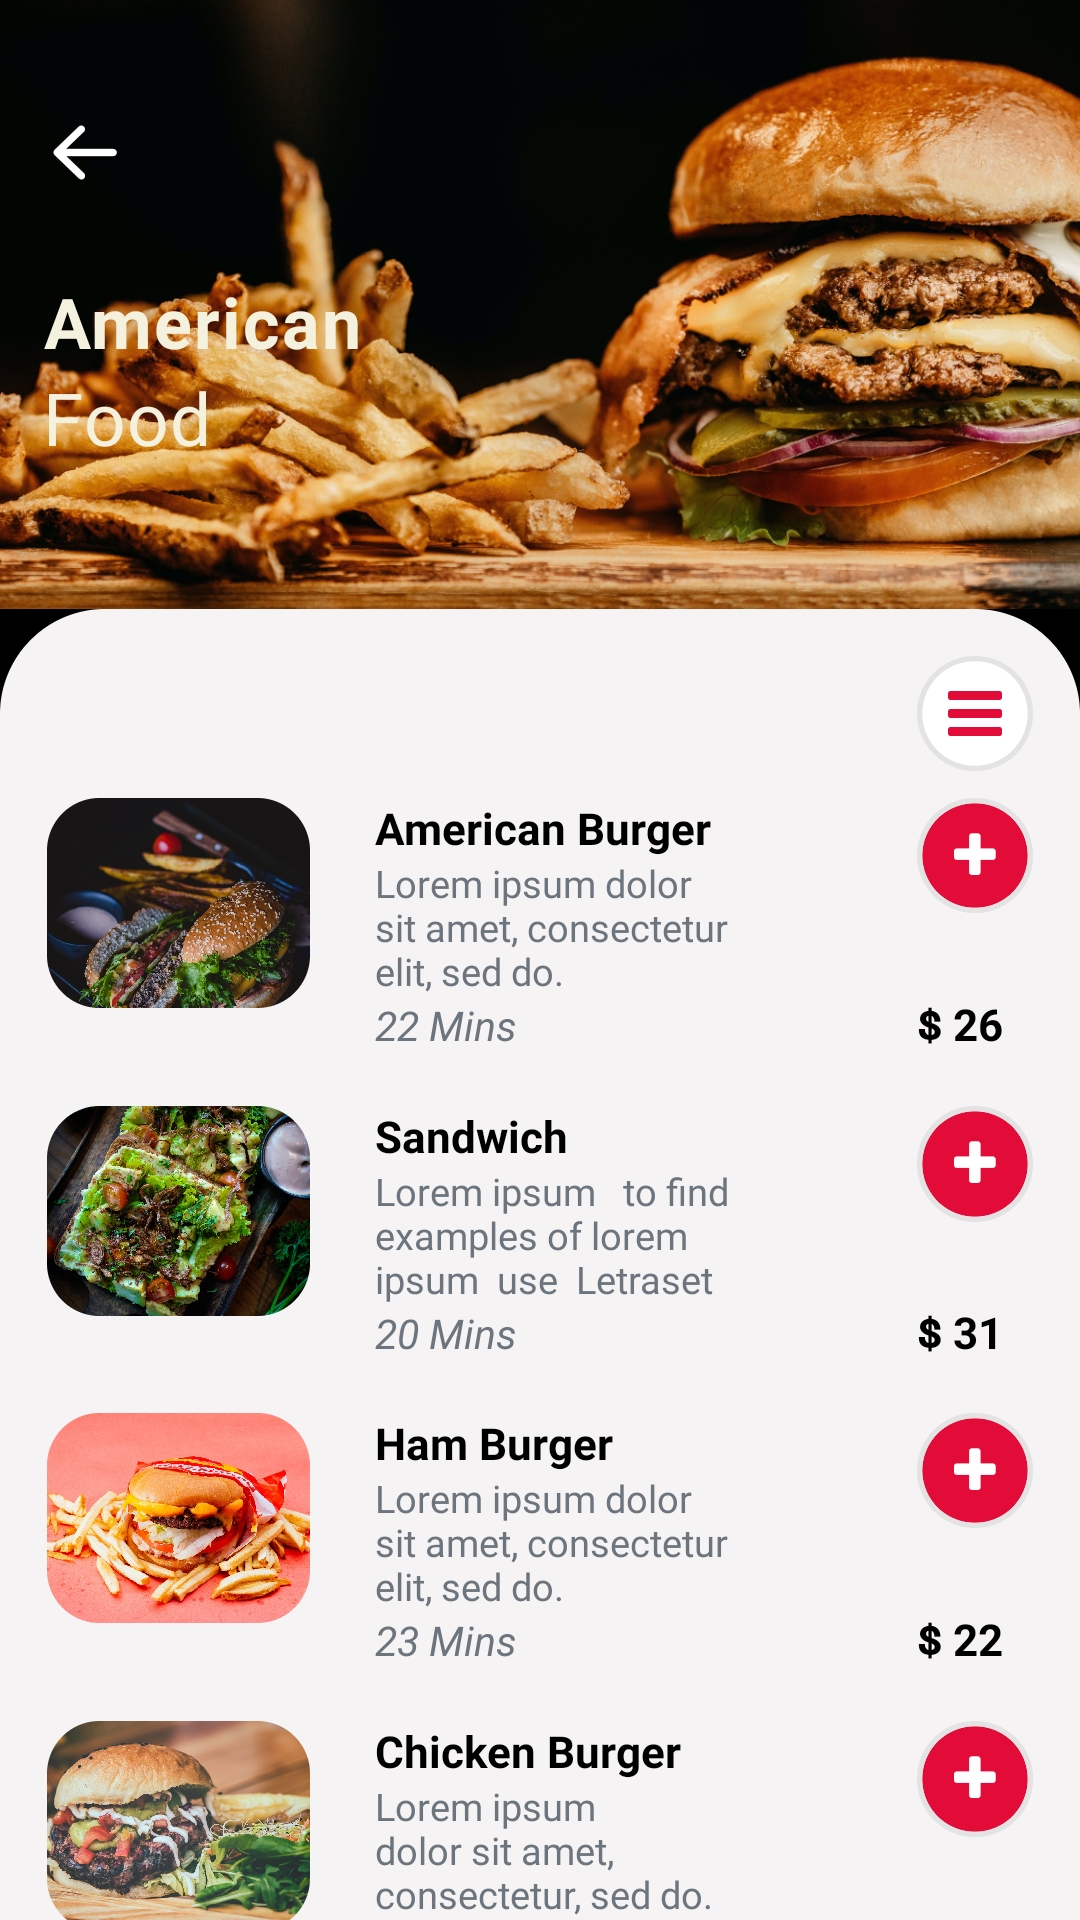 American
Food
American Burger
Lorem ipsum dolor
sit amet, consectetur
elit, sed do.
22 Mins
$ 26
Sandwich
Lorem ipsum   to find
examples of lorem
ipsum  use  Letraset
20 Mins
$ 31
Ham Burger
Lorem ipsum dolor
sit amet, consectetur
elit, sed do.
23 Mins
$ 22
Chicken Burger
Lorem ipsum
dolor sit amet,
consectetur, sed do.